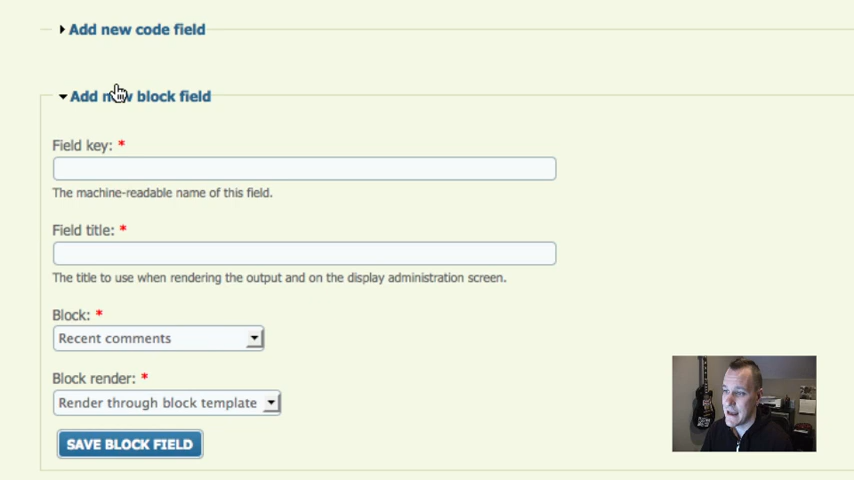 Add new code field
Add new block field
Field key: *
The machine-readable name of this field.
Field title: *
The title to use when rendering the output and on the display administration screen.
Block: *
Recent comments
Block render: *
Render through block template
SAVE BLOCK FIELD